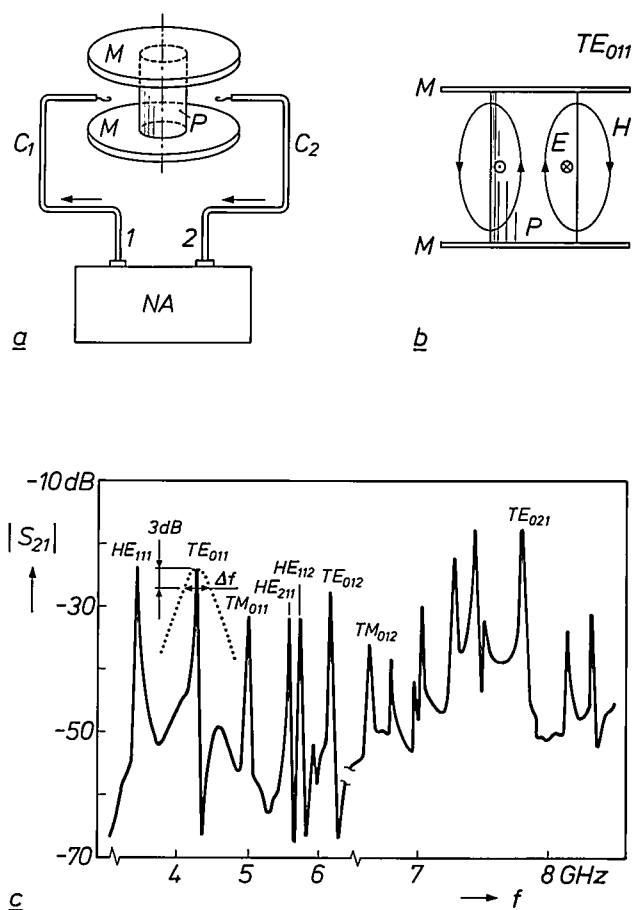 M
M
P
C₁
C₂
1
2
NA
a
TE₀₁₁
M
E
H
P
M
b
-10 dB
|S₂₁|
-30
-50
-70
3dB
HE₁₁₁
TE₀₁₁
Δf
TM₀₁₁
HE₂₁₁
HE₁₁₂
TE₀₁₂
TM₀₁₂
TE₀₂₁
4 5 6 7 8 GHz
f
c